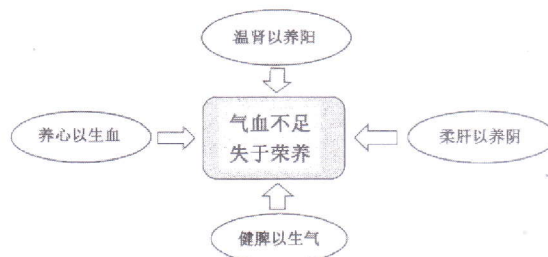 温肾以养阳
养心以生血
气血不足
失于荣养
柔肝以养阴
健脾以生气